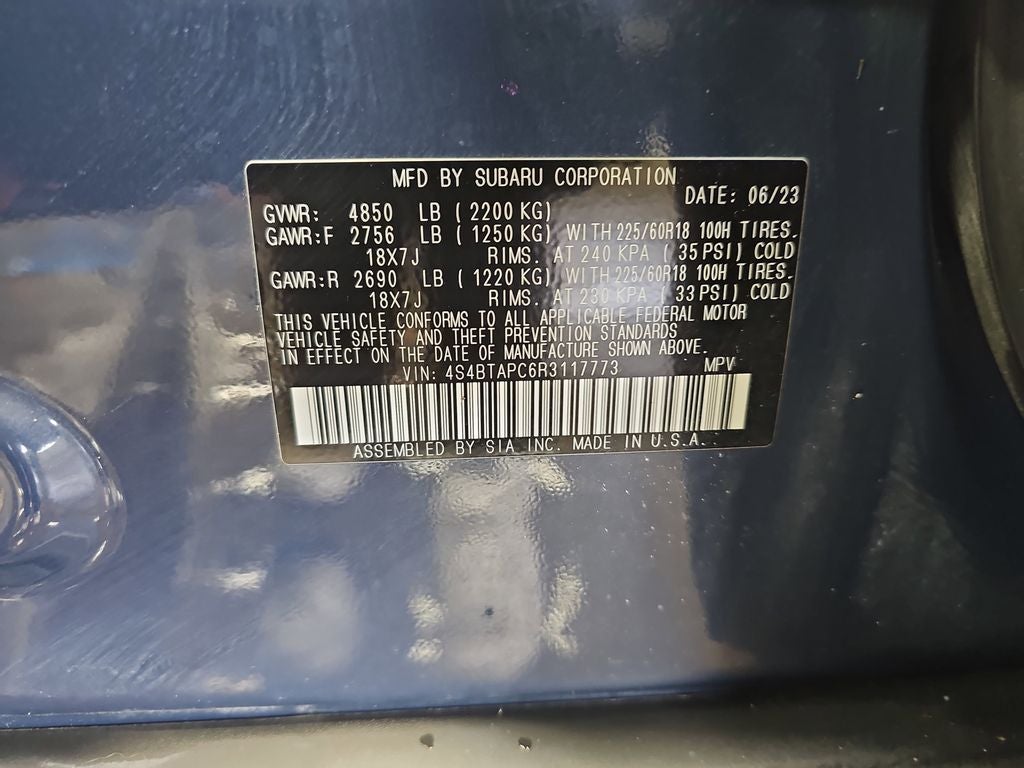 MFD BY SUBARU CORPORATION
DATE: 06/23
GVWR: 4850 LB (2200 KG)
GAWR:F 2756 LB (1250 KG) WITH 225/60R18 100H TIRES.
18X7J RIMS. AT 240 KPA (35 PSI) COLD
GAWR:R 2690 LB (1220 KG) WITH 225/60R18 100H TIRES.
18X7J RIMS. AT 230 KPA (33 PSI) COLD
THIS VEHICLE CONFORMS TO ALL APPLICABLE FEDERAL MOTOR
VEHICLE SAFETY AND THEFT PREVENTION STANDARDS
IN EFFECT ON THE DATE OF MANUFACTURE SHOWN ABOVE.
VIN: 4S4BTAPC6R3117773 MPV
ASSEMBLED BY SIA INC. MADE IN U.S.A.